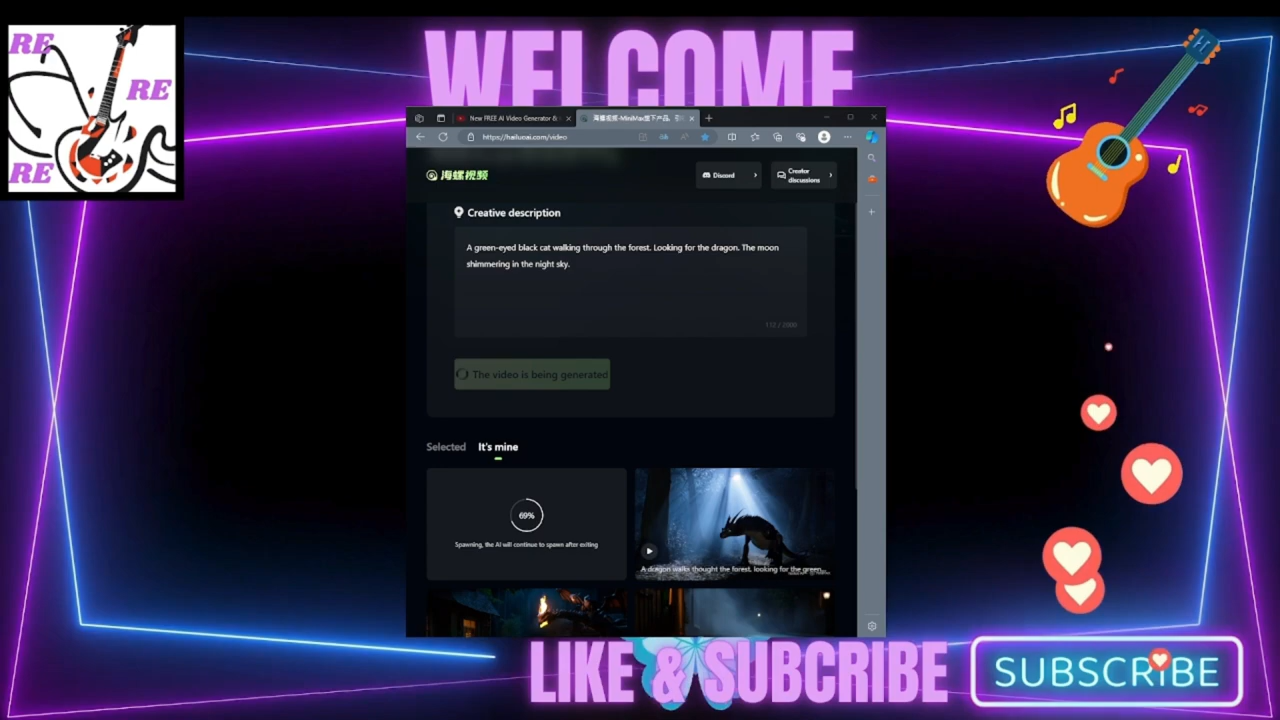 RE
RE
RE
WELCOME
New FREE AI Video Generator &
海螺视频-MiniMax旗下产品,
https://hailuoai.com/video
海螺视频
Discord
Creator
discussions
Creative description
A green-eyed black cat walking through the forest. Looking for the dragon. The moon
shimmering in the night sky.
113 / 2000
The video is being generated
Selected
It's mine
69%
Spawning, the AI will continue to spawn after exiting
A dragon walks thought the forest, looking for the green...
LIKE & SUBCRIBE
SUBSCRIBE